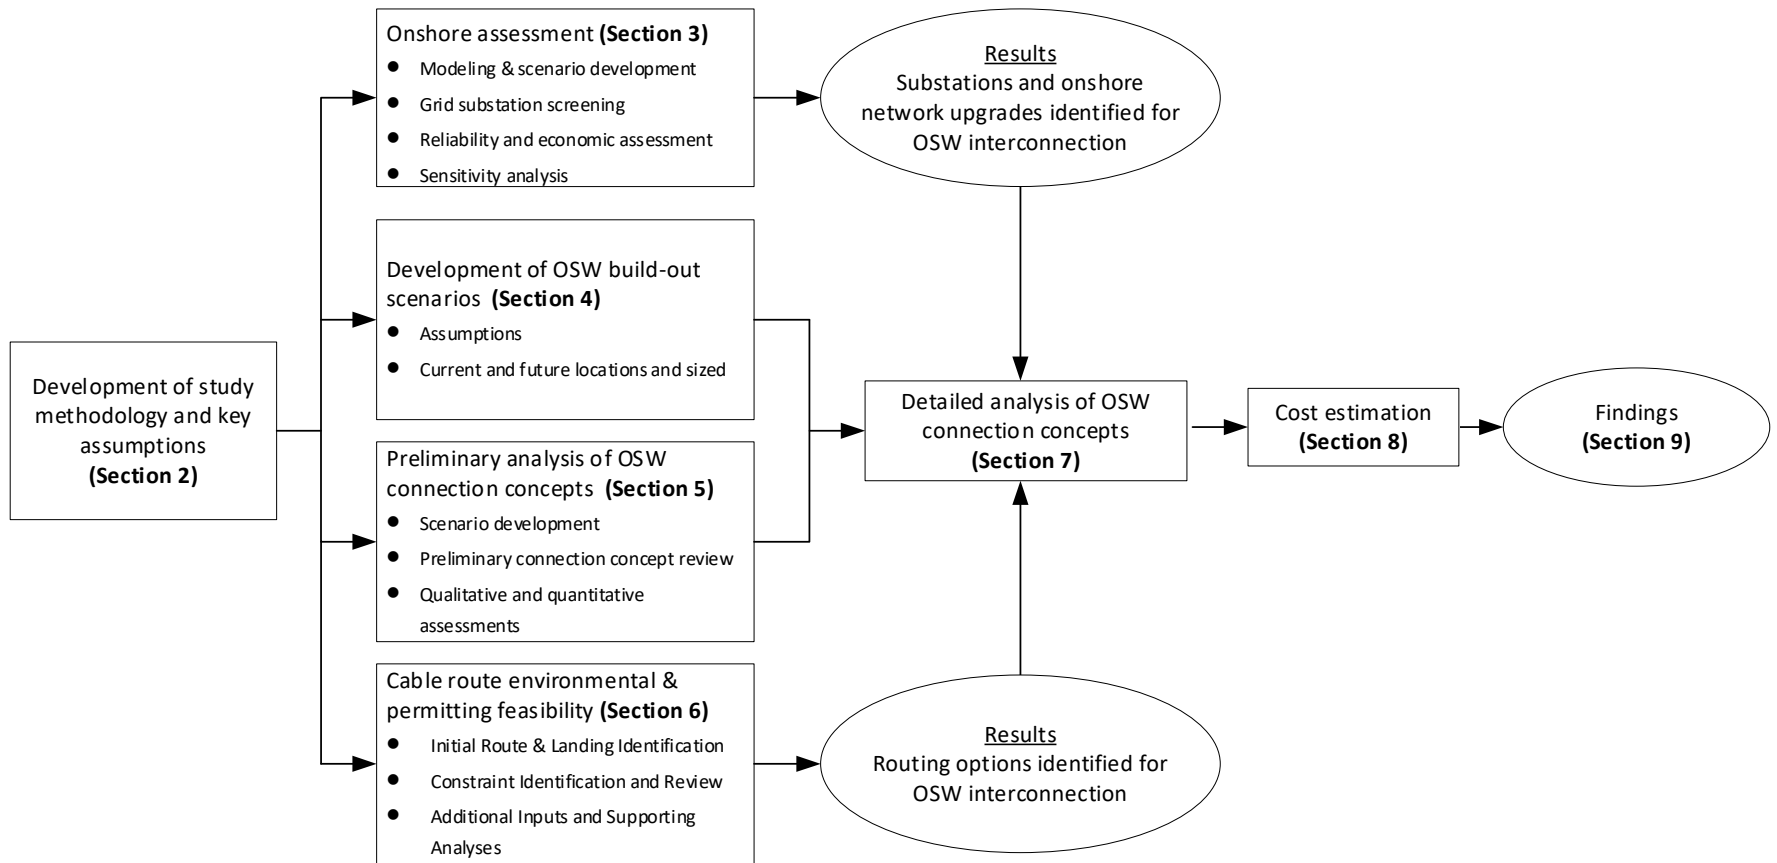 Development of study
methodology and key
assumptions
(Section 2)
Onshore assessment (Section 3)
● Modeling & scenario development
● Grid substation screening
● Reliability and economic assessment
● Sensitivity analysis
Development of OSW build-out
scenarios (Section 4)
● Assumptions
● Current and future locations and sized
Preliminary analysis of OSW
connection concepts (Section 5)
● Scenario development
● Preliminary connection concept review
● Qualitative and quantitative
assessments
Cable route environmental &
permitting feasibility (Section 6)
● Initial Route & Landing Identification
● Constraint Identification and Review
● Additional Inputs and Supporting
Analyses
Results
Substations and onshore
network upgrades identified for
OSW interconnection
Detailed analysis of OSW
connection concepts
(Section 7)
Results
Routing options identified for
OSW interconnection
Cost estimation
(Section 8)
Findings
(Section 9)